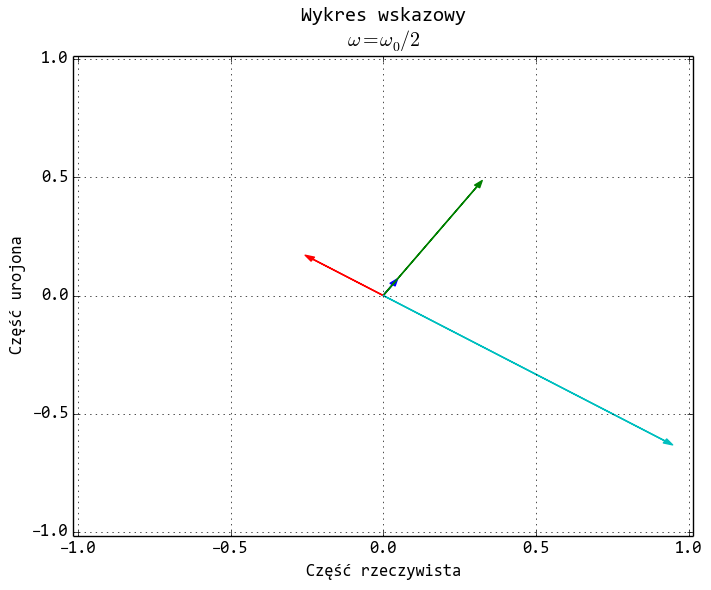 Wykres wskazowy
ω=ω₀/2
1.0
0.5
0.0
−0.5
−1.0
−1.0 −0.5 0.0 0.5 1.0
Część urojona
Część rzeczywista